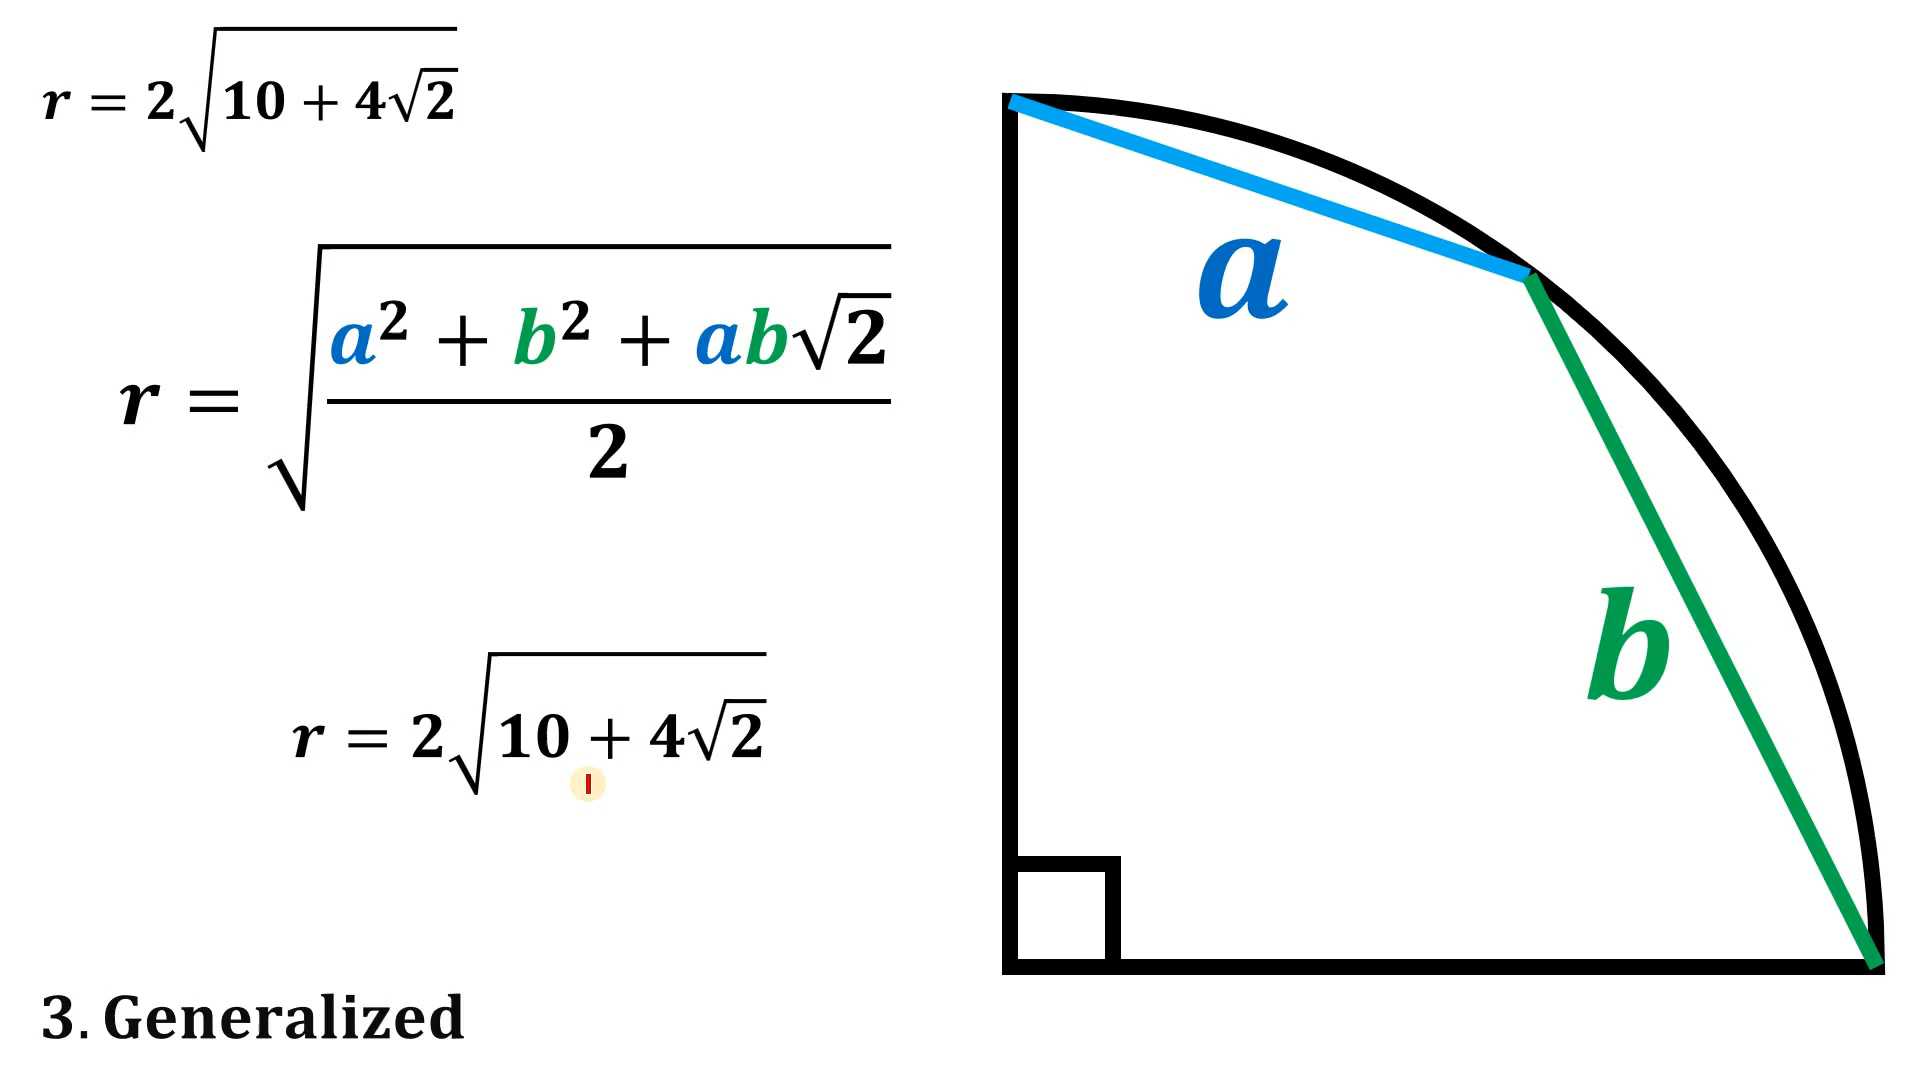 r = 2√(10 + 4√2)
r = √((a² + b² + ab√2)/2)
a
b
r = 2√(10 + 4√2)
3. Generalized